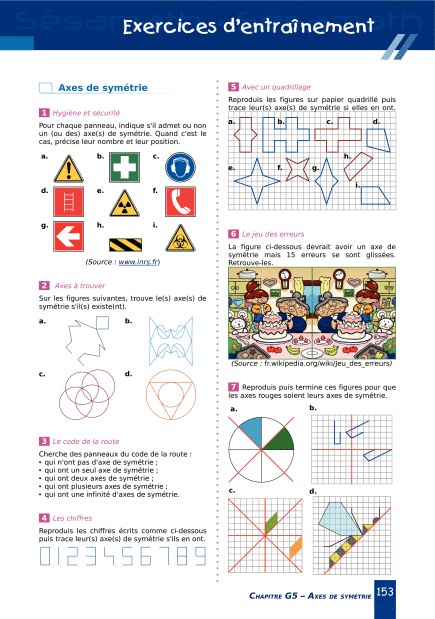 Exercices d'entraînement
Axes de symétrie
1 Hygiène et sécurité
Pour chaque panneau, indique s'il admet ou non
un (ou des) axe(s) de symétrie. Quand c'est le
cas, précise leur nombre et leur position.
a. b. c.
d. e. f.
g. h. i.
(Source : www.inrs.fr)
2 Axes à trouver
Sur les figures suivantes, trouve le(s) axe(s) de
symétrie s'il(s) existe(nt).
a. b.
c. d.
3 Le code de la route
Cherche des panneaux du code de la route :
• qui n'ont pas d'axe de symétrie ;
• qui ont un seul axe de symétrie ;
• qui ont deux axes de symétrie ;
• qui ont plusieurs axes de symétrie ;
• qui ont une infinité d'axes de symétrie.
4 Les chiffres
Reproduis les chiffres écrits comme ci-dessous
puis trace leur(s) axe(s) de symétrie s'ils en ont.
0 1 2 3 4 5 6 7 8 9
5 Avec un quadrillage
Reproduis les figures sur papier quadrillé puis
trace leur(s) axe(s) de symétrie si elles en ont.
a. b. c. d.
e. f. g. h.
i.
6 Le jeu des erreurs
La figure ci-dessous devrait avoir un axe de
symétrie mais 15 erreurs se sont glissées.
Retrouve-les.
(Source : fr.wikipedia.org/wiki/Jeu_des_erreurs)
7 Reproduis puis termine ces figures pour que
les axes rouges soient leurs axes de symétrie.
a. b.
c. d.
Chapitre G5 – Axes de symétrie 153